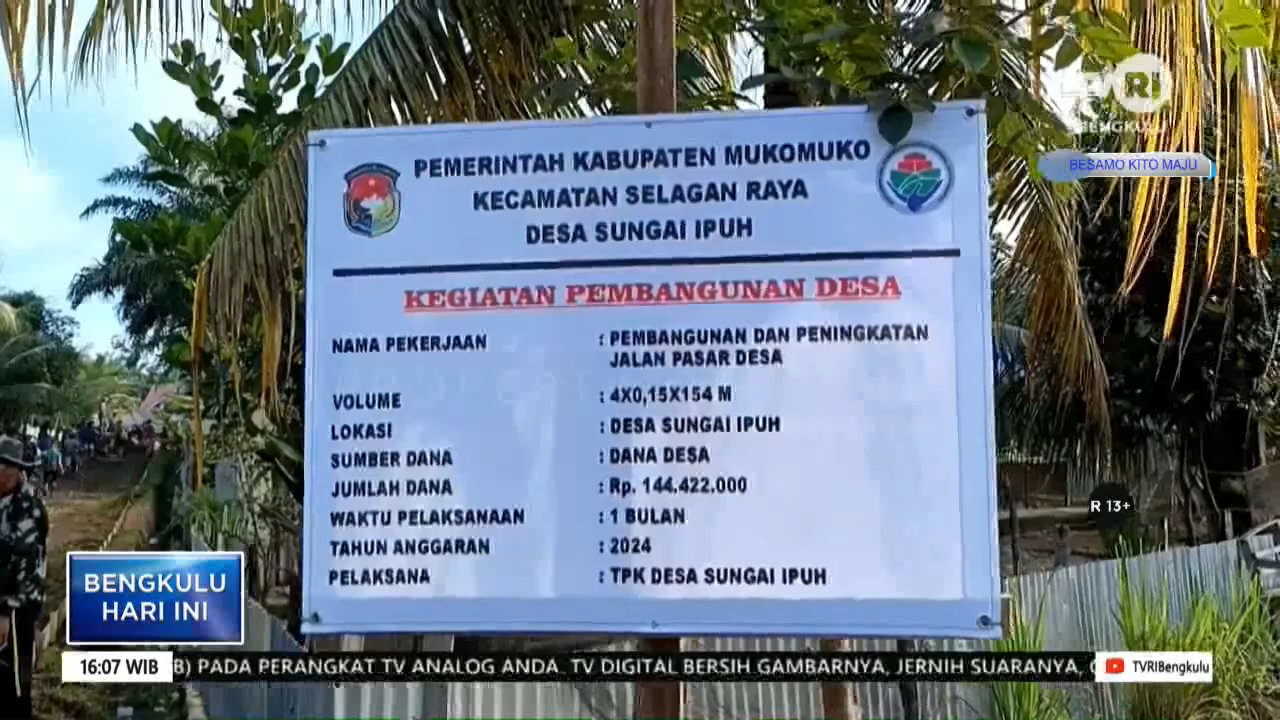 TVRI
BENGKULU
BESAMO KITO MAJU
PEMERINTAH KABUPATEN MUKOMUKO
KECAMATAN SELAGAN RAYA
DESA SUNGAI IPUH
KEGIATAN PEMBANGUNAN DESA
NAMA PEKERJAAN : PEMBANGUNAN DAN PENINGKATAN
JALAN PASAR DESA
VOLUME : 4X0,15X154 M
LOKASI : DESA SUNGAI IPUH
SUMBER DANA : DANA DESA
JUMLAH DANA : Rp. 144.422.000
WAKTU PELAKSANAAN : 1 BULAN
TAHUN ANGGARAN : 2024
PELAKSANA : TPK DESA SUNGAI IPUH
R 13+
BENGKULU
HARI INI
16:07 WIB B) PADA PERANGKAT TV ANALOG ANDA. TV DIGITAL BERSIH GAMBARNYA, JERNIH SUARANYA, TVRIBengkulu